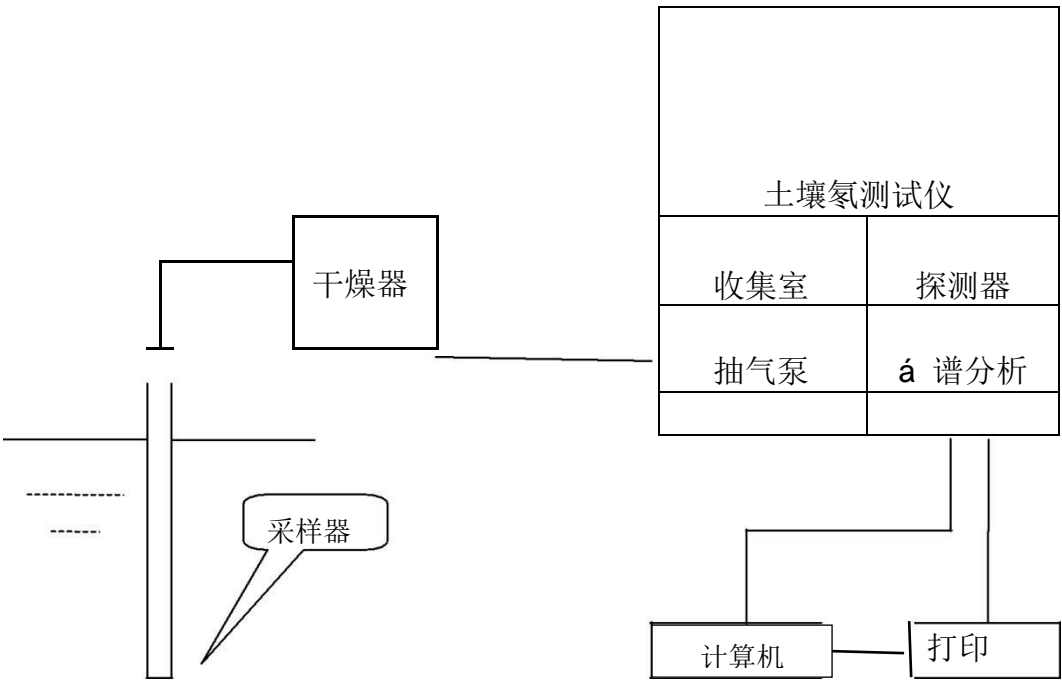 土壤氡测试仪
干燥器
收集室 探测器
抽气泵 á 谱分析
采样器
计算机 打印